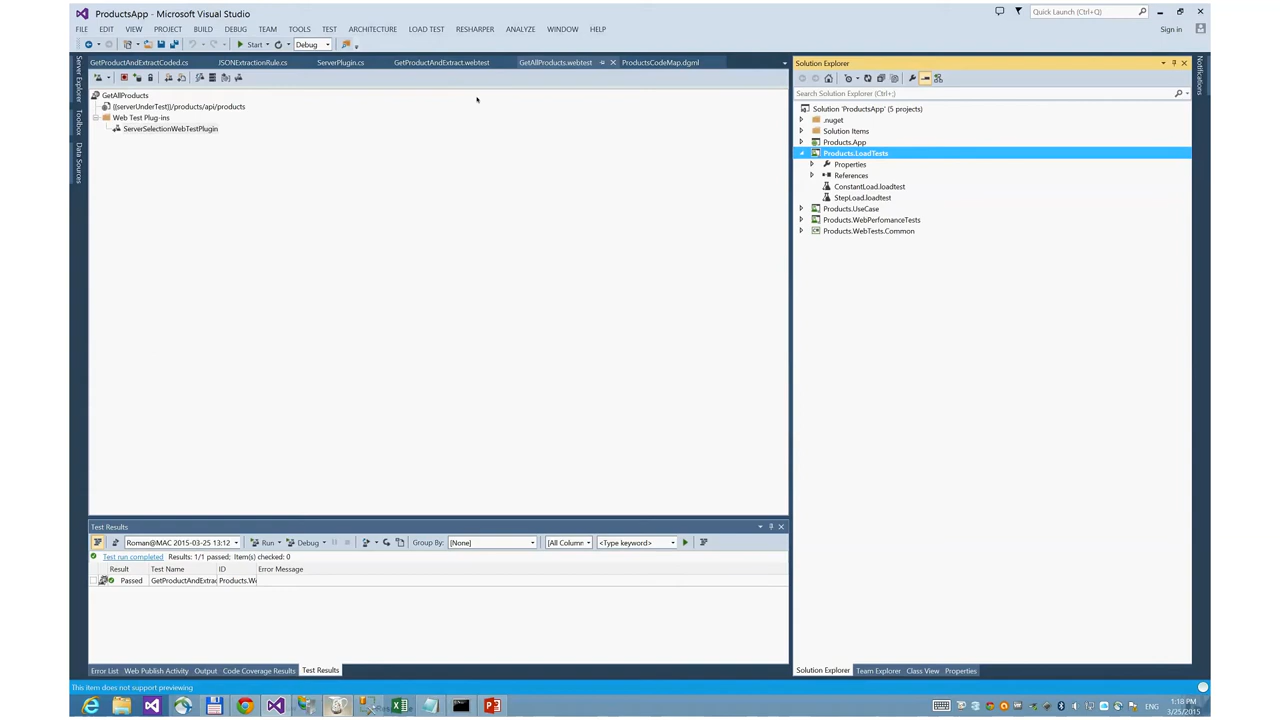 ProductsApp - Microsoft Visual Studio
Quick Launch (Ctrl+Q)
FILE EDIT VIEW PROJECT BUILD DEBUG TEAM TOOLS TEST ARCHITECTURE LOAD TEST RESHARPER ANALYZE WINDOW HELP
Sign in
Start Debug
Server Explorer
Toolbox
Data Sources
GetProductAndExtractCoded.cs JSONExtractionRule.cs ServerPlugin.cs GetProductAndExtract.webtest GetAllProducts.webtest ProductsCodeMap.dgml
GetAllProducts
{{serverUnderTest}}/products/api/products
Web Test Plug-ins
ServerSelectionWebTestPlugin
Solution Explorer
Search Solution Explorer (Ctrl+;)
Solution 'ProductsApp' (5 projects)
.nuget
Solution Items
Products.App
Products.LoadTests
Properties
References
ConstantLoad.loadtest
StepLoad.loadtest
Products.UseCase
Products.WebPerfomanceTests
Products.WebTests.Common
Notifications
Test Results
Roman@MAC 2015-03-25 13:12 Run Debug Group By: [None] [All Column <Type keyword>
Test run completed Results: 1/1 passed; Item(s) checked: 0
Result Test Name ID Error Message
Passed GetProductAndExtrac Products.We
Error List Web Publish Activity Output Code Coverage Results Test Results
Solution Explorer Team Explorer Class View Properties
This item does not support previewing
ENG
1:18 PM
3/25/2015